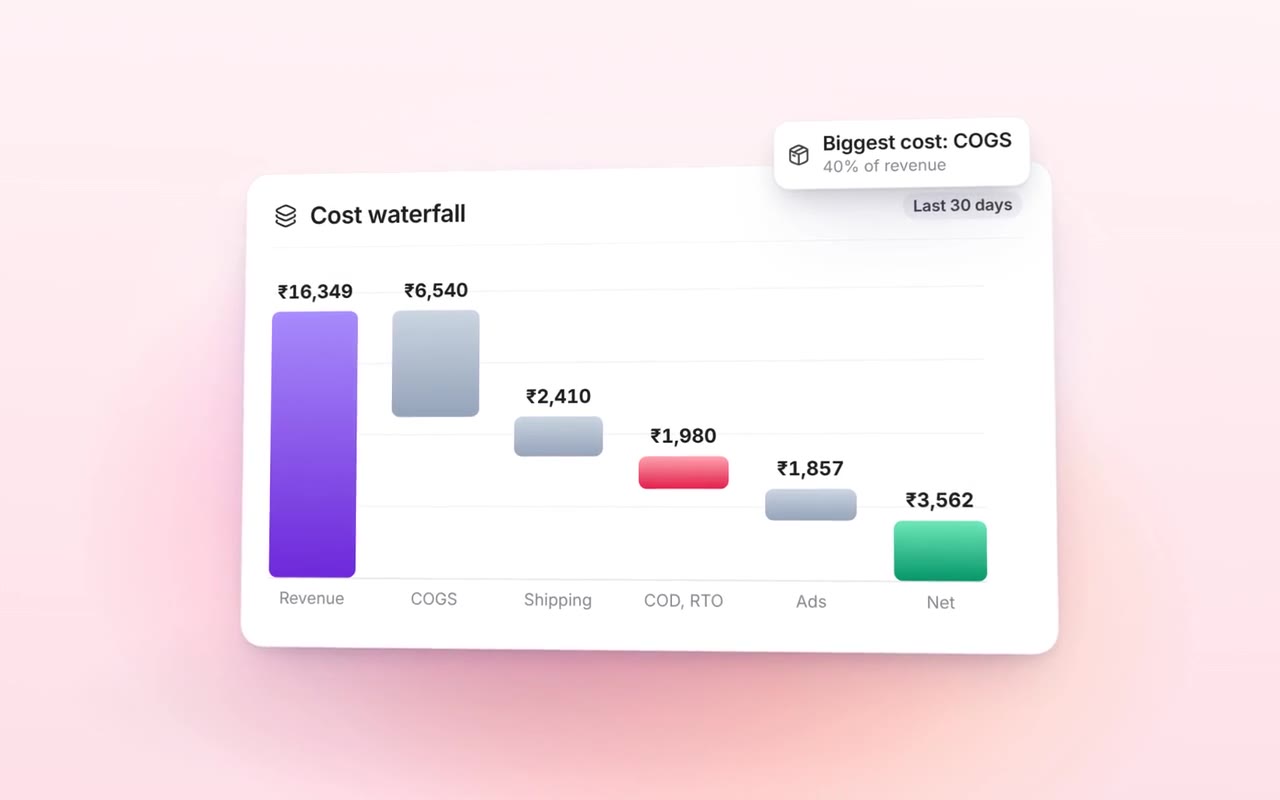 Biggest cost: COGS
40% of revenue
Cost waterfall
Last 30 days
₹16,349
₹6,540
₹2,410
₹1,980
₹1,857
₹3,562
Revenue
COGS
Shipping
COD, RTO
Ads
Net